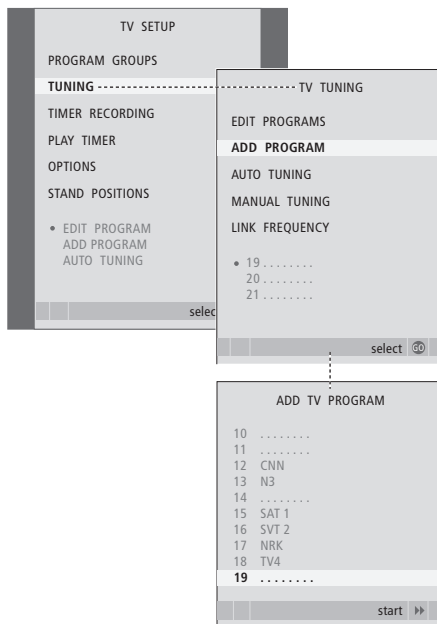 TV SETUP
PROGRAM GROUPS
TUNING
TIMER RECORDING
PLAY TIMER
OPTIONS
STAND POSITIONS
• EDIT PROGRAM
ADD PROGRAM
AUTO TUNING
selec
TV TUNING
EDIT PROGRAMS
ADD PROGRAM
AUTO TUNING
MANUAL TUNING
LINK FREQUENCY
• 19 ........
20 ........
21 ........
select GO
ADD TV PROGRAM
10 ........
11 ........
12 CNN
13 N3
14 ........
15 SAT 1
16 SVT 2
17 NRK
18 TV4
19 ........
start